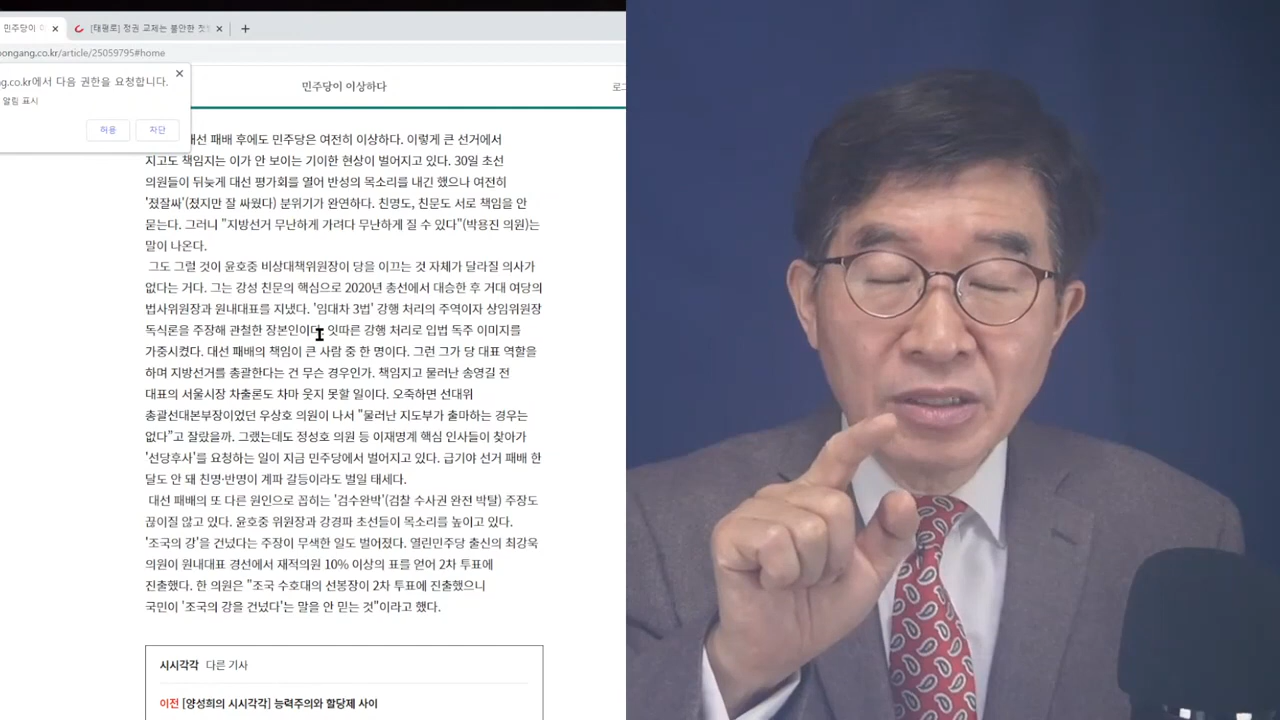 민주당이
[태평로] 정권 교체는 불안한 첫
ongang.co.kr/article/25059795#home
g.co.kr에서 다음 권한을 요청합니다.
알림 표시
허용
차단
민주당이 이상하다
로그
대선 패배 후에도 민주당은 여전히 이상하다. 이렇게 큰 선거에서
지고도 책임지는 이가 안 보이는 기이한 현상이 벌어지고 있다. 30일 초선
의원들이 뒤늦게 대선 평가회를 열어 반성의 목소리를 내긴 했으나 여전히
'졌잘싸'(졌지만 잘 싸웠다) 분위기가 완연하다. 친명도, 친문도 서로 책임을 안
묻는다. 그러니 "지방선거 무난하게 가려다 무난하게 질 수 있다"(박용진 의원)는
말이 나온다.
그도 그럴 것이 윤호중 비상대책위원장이 당을 이끄는 것 자체가 달라질 의사가
없다는 거다. 그는 강성 친문의 핵심으로 2020년 총선에서 대승한 후 거대 여당의
법사위원장과 원내대표를 지냈다. '임대차 3법' 강행 처리의 주역이자 상임위원장
독식론을 주장해 관철한 장본인이다. 잇따른 강행 처리로 입법 독주 이미지를
가중시켰다. 대선 패배의 책임이 큰 사람 중 한 명이다. 그런 그가 당 대표 역할을
하며 지방선거를 총괄한다는 건 무슨 경우인가. 책임지고 물러난 송영길 전
대표의 서울시장 차출론도 차마 웃지 못할 일이다. 오죽하면 선대위
총괄선대본부장이었던 우상호 의원이 나서 "물러난 지도부가 출마하는 경우는
없다"고 잘랐을까. 그랬는데도 정성호 의원 등 이재명계 핵심 인사들이 찾아가
'선당후사'를 요청하는 일이 지금 민주당에서 벌어지고 있다. 급기야 선거 패배 한
달도 안 돼 친명·반명이 계파 갈등이라도 벌일 태세다.
대선 패배의 또 다른 원인으로 꼽히는 '검수완박'(검찰 수사권 완전 박탈) 주장도
끊이질 않고 있다. 윤호중 위원장과 강경파 초선들이 목소리를 높이고 있다.
'조국의 강'을 건넜다는 주장이 무색한 일도 벌어졌다. 열린민주당 출신의 최강욱
의원이 원내대표 경선에서 재적의원 10% 이상의 표를 얻어 2차 투표에
진출했다. 한 의원은 "조국 수호대의 선봉장이 2차 투표에 진출했으니
국민이 '조국의 강을 건넜다'는 말을 안 믿는 것"이라고 했다.
시시각각 다른 기사
이전 [양성희의 시시각각] 능력주의와 할당제 사이